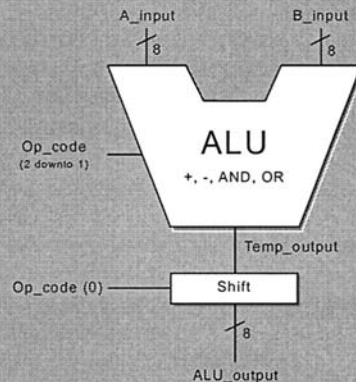 A_input
B_input
8
8
ALU
+, -, AND, OR
Op_code
(2 downto 1)
Temp_output
Op_code (0)
Shift
8
ALU_output